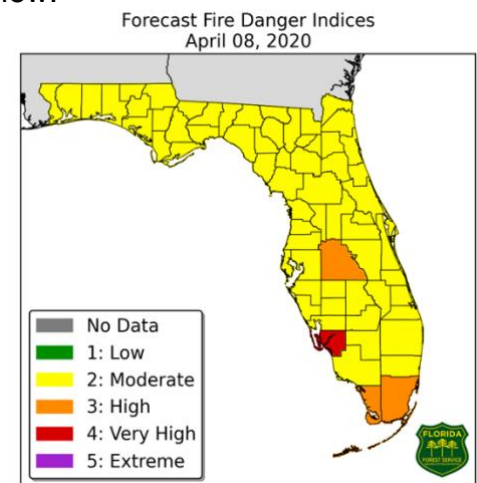 Forecast Fire Danger Indices
April 08, 2020
No Data
1: Low
2: Moderate
3: High
4: Very High
5: Extreme
FLORIDA
FOREST SERVICE